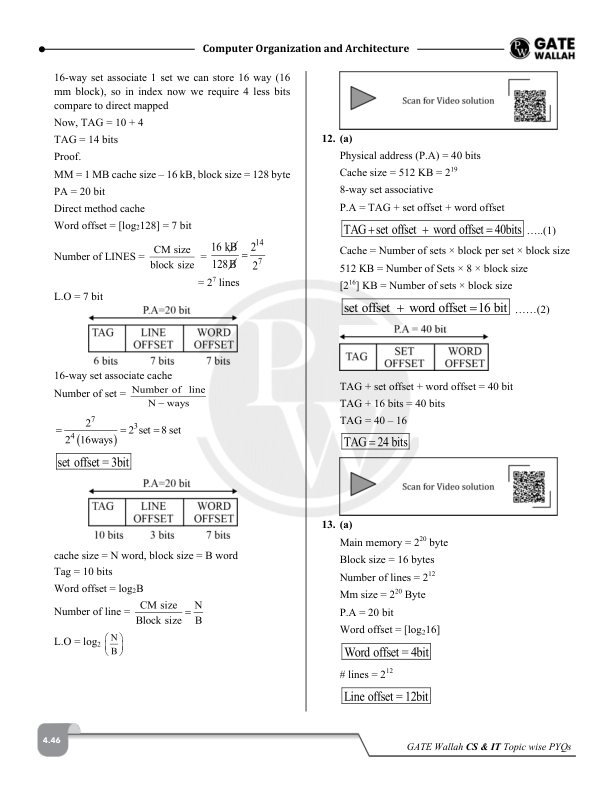 Computer Organization and Architecture
GATE
WALLAH
16-way set associate 1 set we can store 16 way (16
mm block), so in index now we require 4 less bits
compare to direct mapped
Now, TAG = 10 + 4
TAG = 14 bits
Proof.
MM = 1 MB cache size – 16 kB, block size = 128 byte
PA = 20 bit
Direct method cache
Word offset = [log₂128] = 7 bit
Number of LINES = CM size / block size = 16 kB / 128 B = 2¹⁴ / 2⁷
= 2⁷ lines
L.O = 7 bit
P.A=20 bit
TAG LINE OFFSET WORD OFFSET
6 bits 7 bits 7 bits
16-way set associate cache
Number of set = Number of line / N – ways
= 2⁷ / 2⁴ (16ways) = 2³ set = 8 set
set offset = 3bit
P.A=20 bit
TAG LINE OFFSET WORD OFFSET
10 bits 3 bits 7 bits
cache size = N word, block size = B word
Tag = 10 bits
Word offset = log₂B
Number of line = CM size / Block size = N / B
L.O = log₂ (N / B)
Scan for Video solution
12. (a)
Physical address (P.A) = 40 bits
Cache size = 512 KB = 2¹⁹
8-way set associative
P.A = TAG + set offset + word offset
TAG + set offset + word offset = 40bits …..(1)
Cache = Number of sets × block per set × block size
512 KB = Number of Sets × 8 × block size
[2¹⁶] KB = Number of sets × block size
set offset + word offset = 16 bit ……(2)
P.A = 40 bit
TAG SET OFFSET WORD OFFSET
TAG + set offset + word offset = 40 bit
TAG + 16 bits = 40 bits
TAG = 40 – 16
TAG = 24 bits
Scan for Video solution
13. (a)
Main memory = 2²⁰ byte
Block size = 16 bytes
Number of lines = 2¹²
Mm size = 2²⁰ Byte
P.A = 20 bit
Word offset = [log₂16]
Word offset = 4bit
# lines = 2¹²
Line offset = 12bit
4.46
GATE Wallah CS & IT Topic wise PYQs